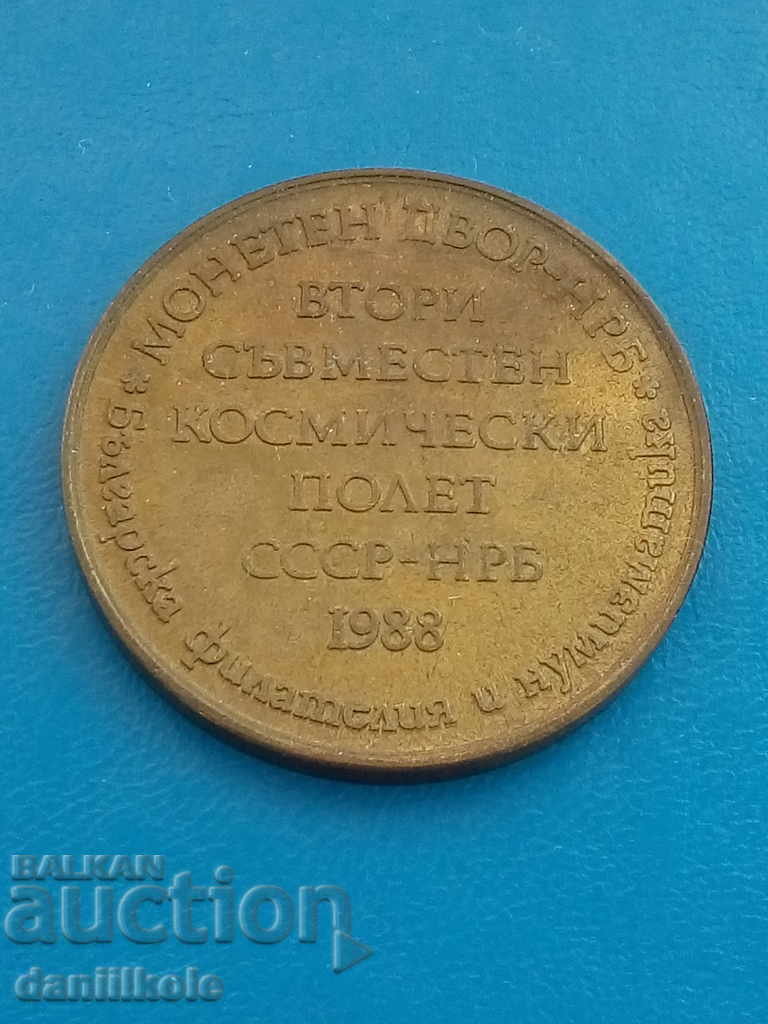 МОНЕТЕН ДВОР-НРБ
ВТОРИ
СЪВМЕСТЕН
КОСМИЧЕСКИ
ПОЛЕТ
СССР-НРБ
1988
* Българска филателия и нумизматика *
BALKAN
auction
daniilkole